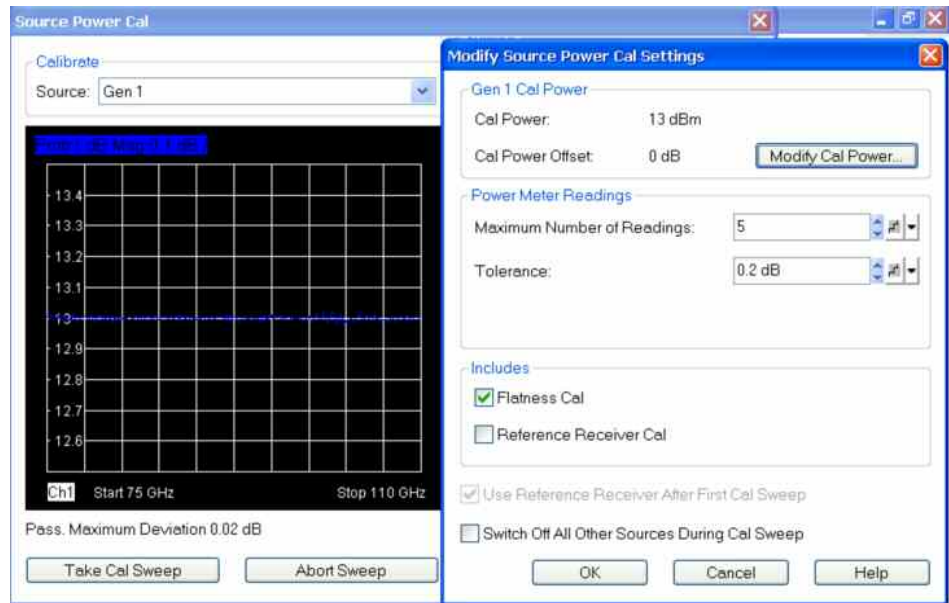 Source Power Cal
Calibrate
Source: Gen 1
13.4
13.3
13.2
13.1
13
12.9
12.8
12.7
12.6
Ch1 Start 75 GHz Stop 110 GHz
Pass. Maximum Deviation 0.02 dB
Take Cal Sweep Abort Sweep
Modify Source Power Cal Settings
Gen 1 Cal Power
Cal Power: 13 dBm
Cal Power Offset: 0 dB Modify Cal Power...
Power Meter Readings
Maximum Number of Readings: 5
Tolerance: 0.2 dB
Includes
Flatness Cal
Reference Receiver Cal
Use Reference Receiver After First Cal Sweep
Switch Off All Other Sources During Cal Sweep
OK Cancel Help